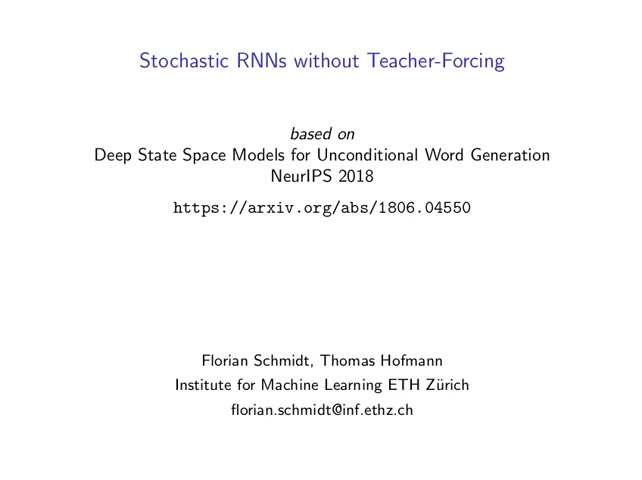 Stochastic RNNs without Teacher-Forcing
based on
Deep State Space Models for Unconditional Word Generation
NeurIPS 2018
https://arxiv.org/abs/1806.04550
Florian Schmidt, Thomas Hofmann
Institute for Machine Learning ETH Zürich
florian.schmidt@inf.ethz.ch